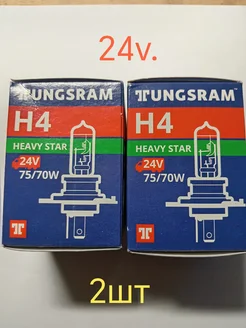 24v.
TUNGSRAM
H4
HEAVY STAR
24V
75/70W
TUNGSRAM
H4
HEAVY STAR
24V
75/70W
2шт